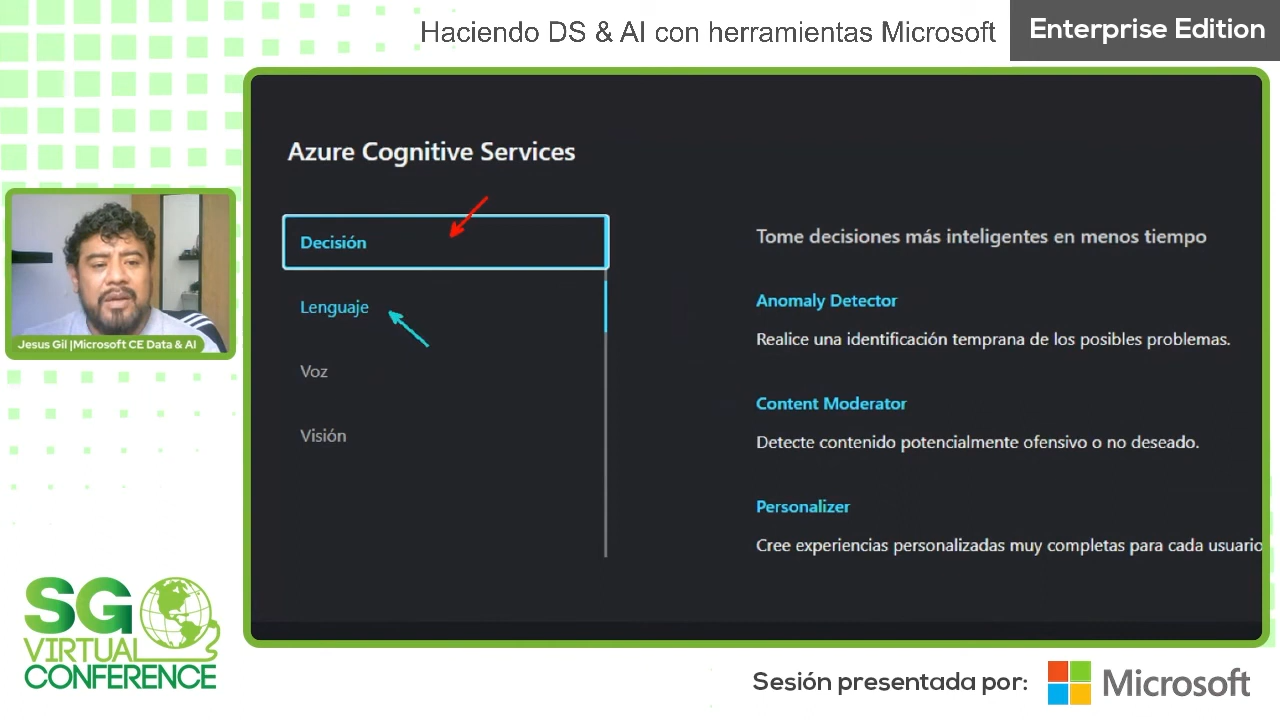 Haciendo DS & AI con herramientas Microsoft
Enterprise Edition
Azure Cognitive Services
Decisión
Lenguaje
Voz
Visión
Tome decisiones más inteligentes en menos tiempo
Anomaly Detector
Realice una identificación temprana de los posibles problemas.
Content Moderator
Detecte contenido potencialmente ofensivo o no deseado.
Personalizer
Cree experiencias personalizadas muy completas para cada usuario
Jesus Gil |Microsoft CE Data & AI
SG
VIRTUAL
CONFERENCE
Sesión presentada por:
Microsoft